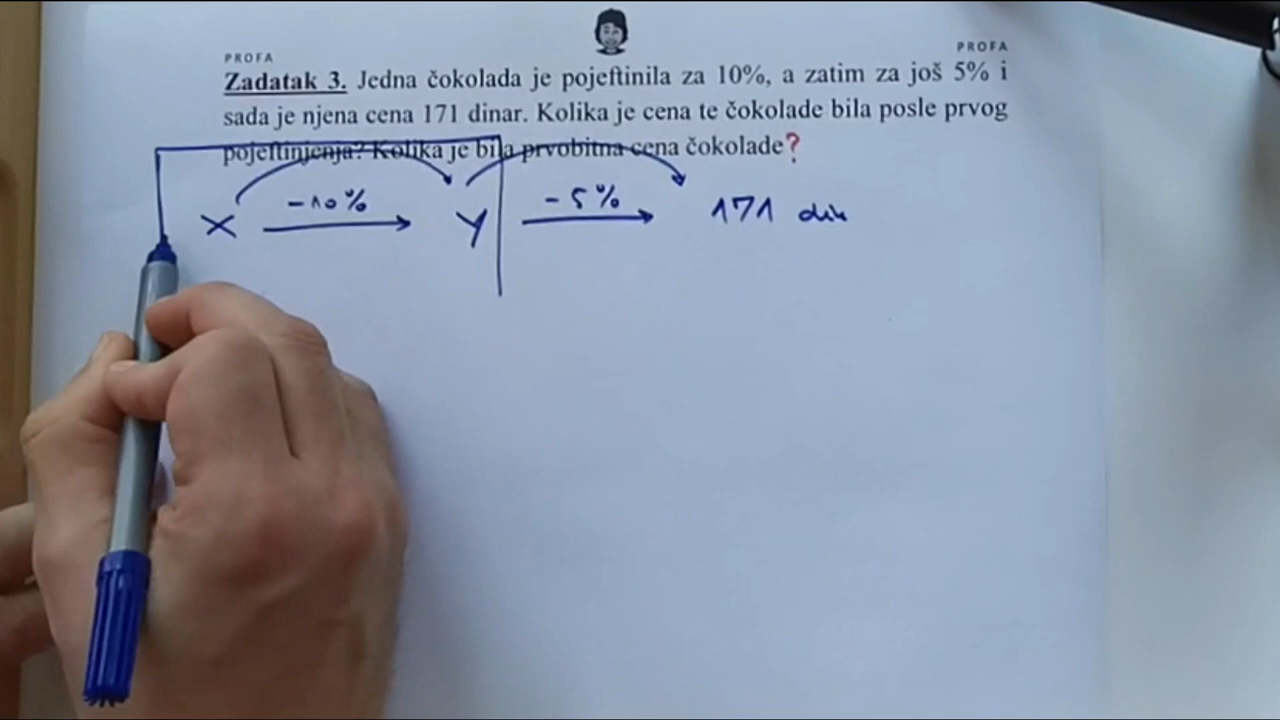 PROFA
PROFA
Zadatak 3. Jedna čokolada je pojeftinila za 10%, a zatim za još 5% i
sada je njena cena 171 dinar. Kolika je cena te čokolade bila posle prvog
pojeftinjenja? Kolika je bila prvobitna cena čokolade?
X -10% Y -5% 171 din